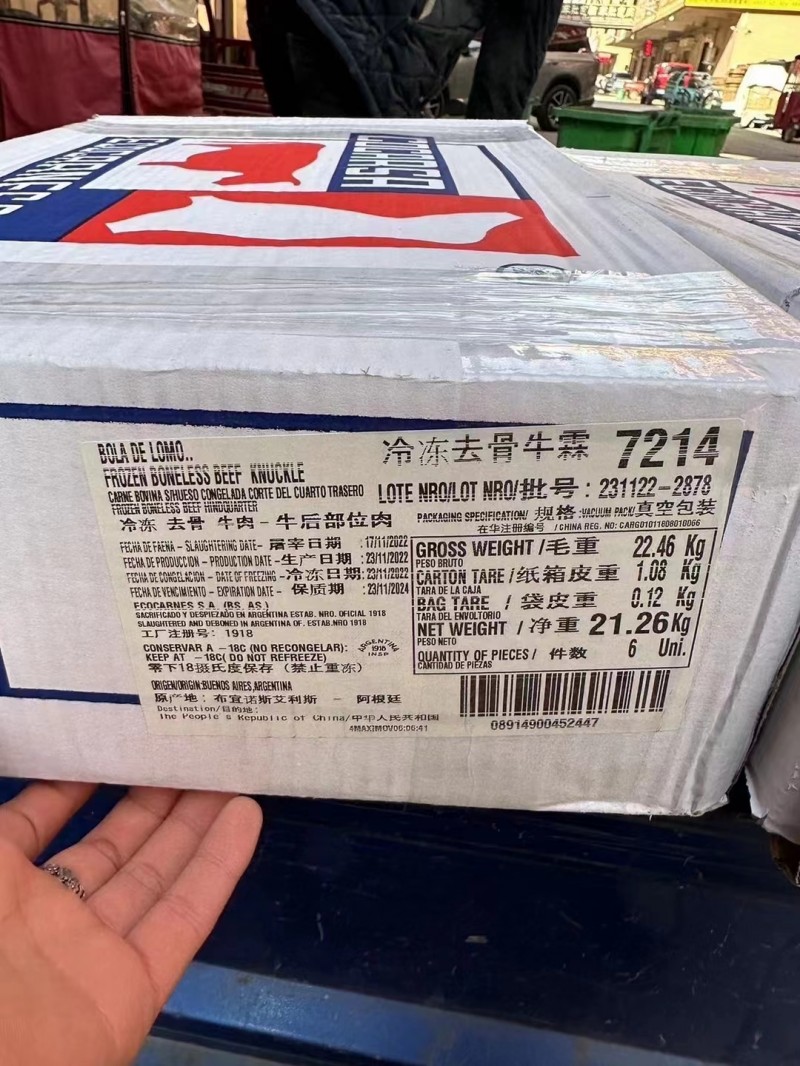 BOLA DE LOMO..
FROZEN BONELESS BEEF KNUCKLE
CARNE BOVINA S/HUESO CONGELADA CORTE DEL CUARTO TRASERO
FROZEN BONELESS BEEF HINDQUARTER
冷冻 去骨 牛肉 - 牛后部位肉
冷冻去骨牛霖 7214
LOTE NRO/LOT NRO/批号 : 231122-2878
PACKAGING SPECIFICATION/ 规格:VACUUM PACK/真空包装
在华注册编号 /CHINA REG. NO:
FECHA DE FAENA - SLAUGHTERING DATE- 屠宰日期 :17/11/2022
FECHA DE PRODUCCION - PRODUCTION DATE -生产日期 :23/11/2022
FECHA DE CONGELACION - DATE OF FREEZING -冷冻日期:23/11/2022
FECHA DE VENCIMIENTO - EXPIRATION DATE - 保质期 :23/11/2024
ECOCARNES S.A. (BS. AS.)
SACRIFICADO Y DESPIEZADO EN ARGENTINA ESTAB. NRO. OFICIAL 1918
SLAUGHTERED AND DEBONED IN ARGENTINA OF. ESTAB.NRO 1918
工厂注册号: 1918
CONSERVAR A -18C (NO RECONGELAR):
KEEP AT -18C( DO NOT REFREEZE)
零下18摄氏度保存 (禁止重冻)
ARGENTINA
1918
INSP
ORIGEN/ORIGIN:BUENOS AIRES,ARGENTINA
原产地: 布宜诺斯艾利斯 - 阿根廷
Destination/目的地:
The People's Republic of China/中华人民共和国
GROSS WEIGHT /毛重 22.46 Kg
PESO BRUTO
CARTON TARE /纸箱皮重 1.08 Kg
TARA DE LA CAJA
BAG TARE / 袋皮重 0.12 Kg
TARA DEL ENVOLTORIO
NET WEIGHT /净重 21.26 Kg
PESO NETO
QUANTITY OF PIECES/ 件数 6 Uni.
CANTIDAD DE PIEZAS
08914900452447